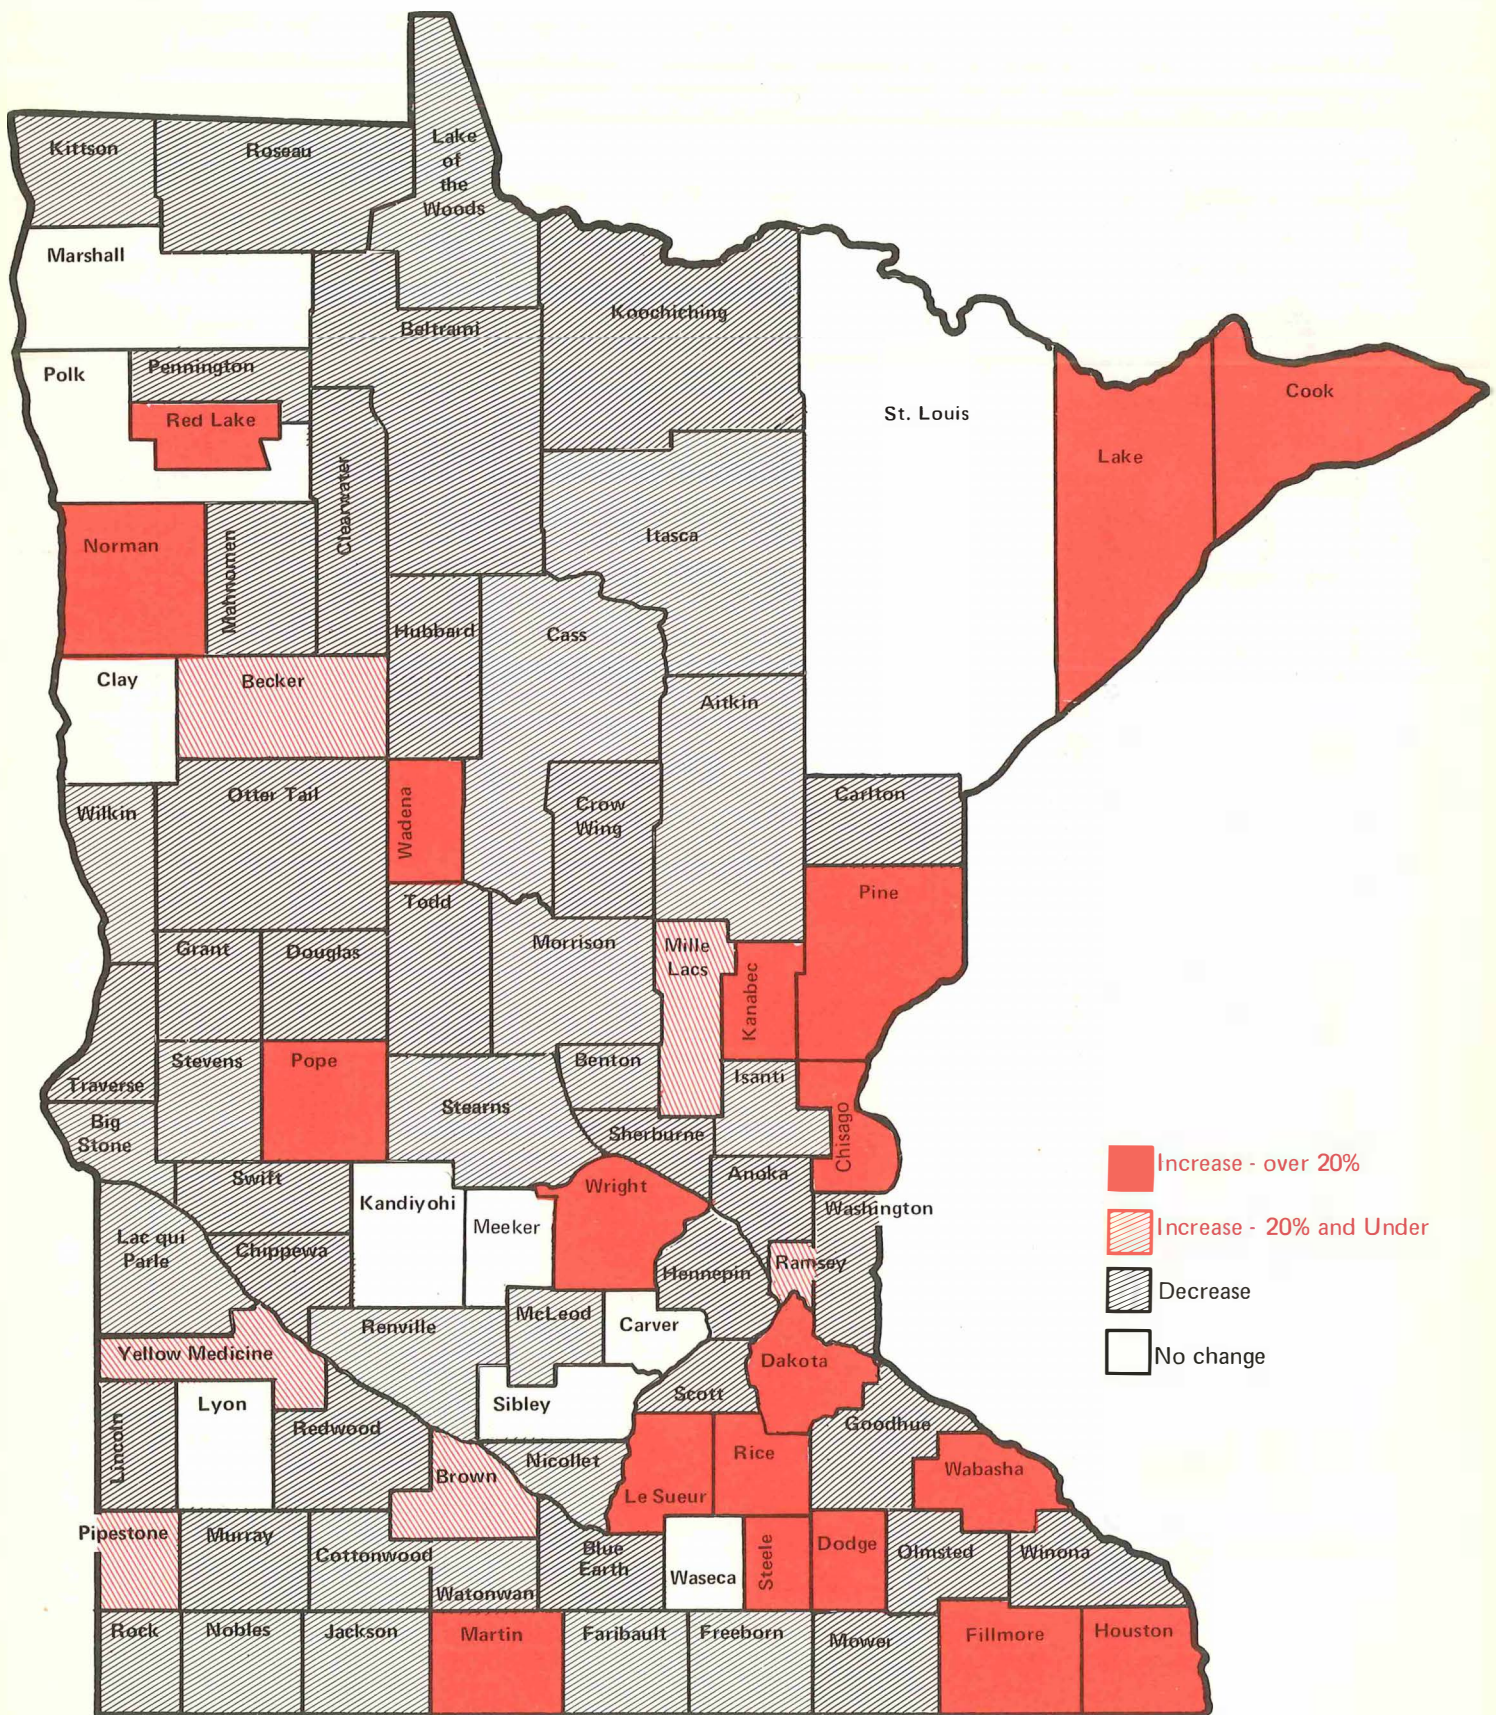 Kittson
Roseau
Lake
of
the
Woods
Marshall
Koochiching
Beltrami
Polk
Pennington
Red Lake
Clearwater
St. Louis
Lake
Cook
Norman
Mahnomen
Itasca
Hubbard
Cass
Clay
Becker
Aitkin
Wilkin
Otter Tail
Wadena
Crow
Wing
Carlton
Pine
Todd
Grant
Douglas
Morrison
Mille
Lacs
Kanabec
Traverse
Stevens
Pope
Benton
Isanti
Big
Stone
Stearns
Sherburne
Chisago
Swift
Kandiyohi
Meeker
Wright
Anoka
Washington
Lac qui
Parle
Chippewa
Hennepin
Ramsey
Renville
McLeod
Carver
Yellow Medicine
Dakota
Lincoln
Lyon
Redwood
Sibley
Scott
Goodhue
Brown
Nicollet
Le Sueur
Rice
Wabasha
Pipestone
Murray
Cottonwood
Watonwan
Blue
Earth
Waseca
Steele
Dodge
Olmsted
Winona
Rock
Nobles
Jackson
Martin
Faribault
Freeborn
Mower
Fillmore
Houston
Increase - over 20%
Increase - 20% and Under
Decrease
No change